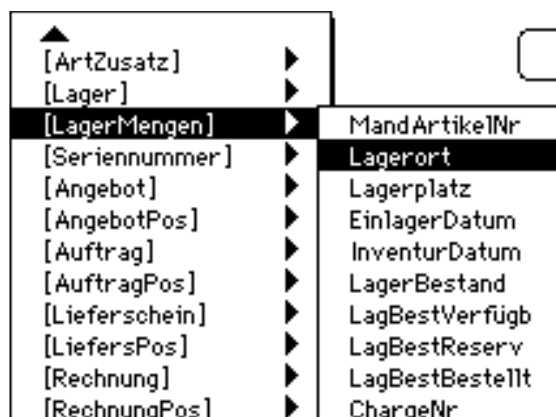 [ArtZusatz]
[Lager]
[LagerMengen]
[Seriennummer]
[Angebot]
[AngebotPos]
[Auftrag]
[AuftragPos]
[Lieferschein]
[LiefersPos]
[Rechnung]
[RechnungPos]
MandArtikelNr
Lagerort
Lagerplatz
EinlagerDatum
InventurDatum
LagerBestand
LagBestVerfügb
LagBestReserv
LagBestBestellt
ChargeNr